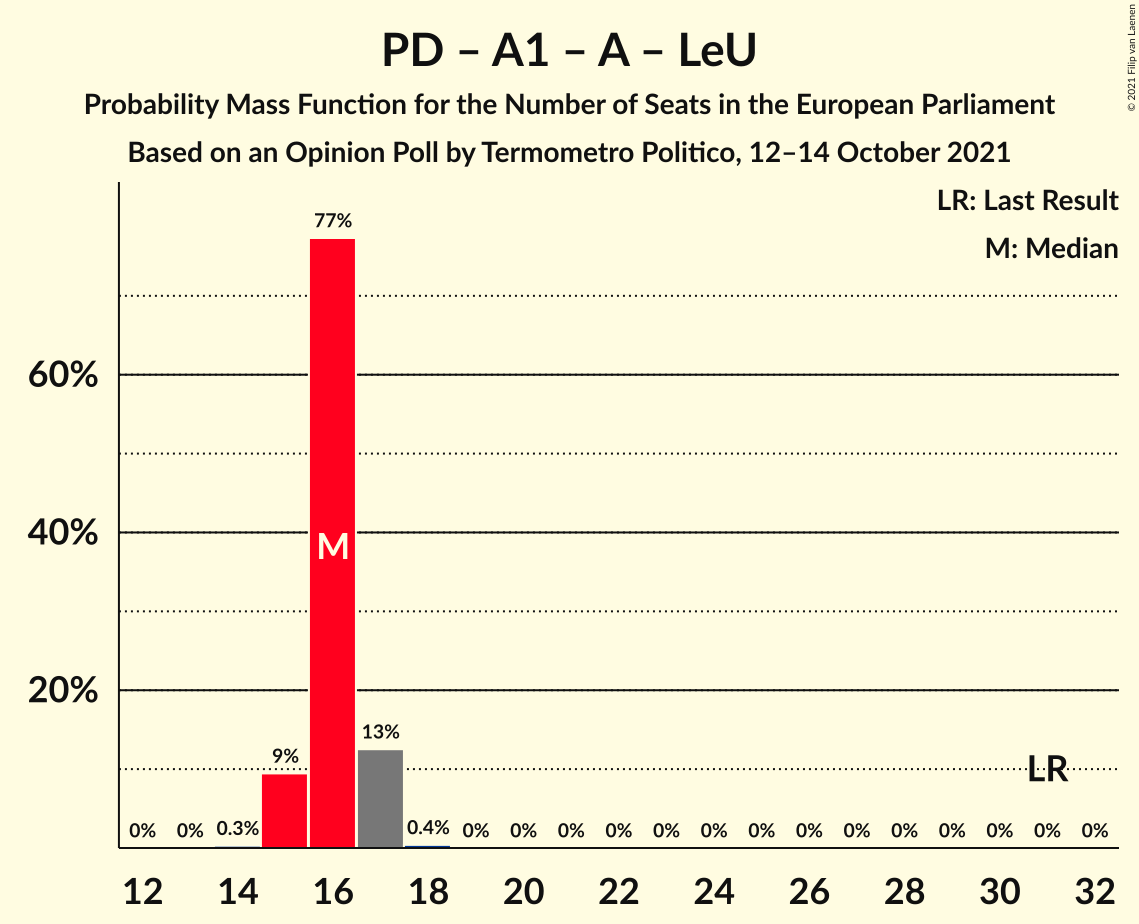 PD – A1 – A – LeU
Probability Mass Function for the Number of Seats in the European Parliament
Based on an Opinion Poll by Termometro Politico, 12–14 October 2021
© 2021 Filip van Laenen
LR: Last Result
M: Median
77%
60%
M
40%
20%
13%
9%
LR
0% 0% 0.3% 0.4% 0% 0% 0% 0% 0% 0% 0% 0% 0% 0% 0% 0% 0% 0%
12 14 16 18 20 22 24 26 28 30 32